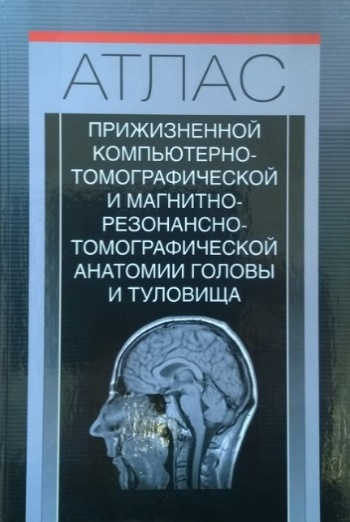 АТЛАС
ПРИЖИЗНЕННОЙ
КОМПЬЮТЕРНО-
ТОМОГРАФИЧЕСКОЙ
И МАГНИТНО-
РЕЗОНАНСНО-
ТОМОГРАФИЧЕСКОЙ
АНАТОМИИ ГОЛОВЫ
И ТУЛОВИЩА